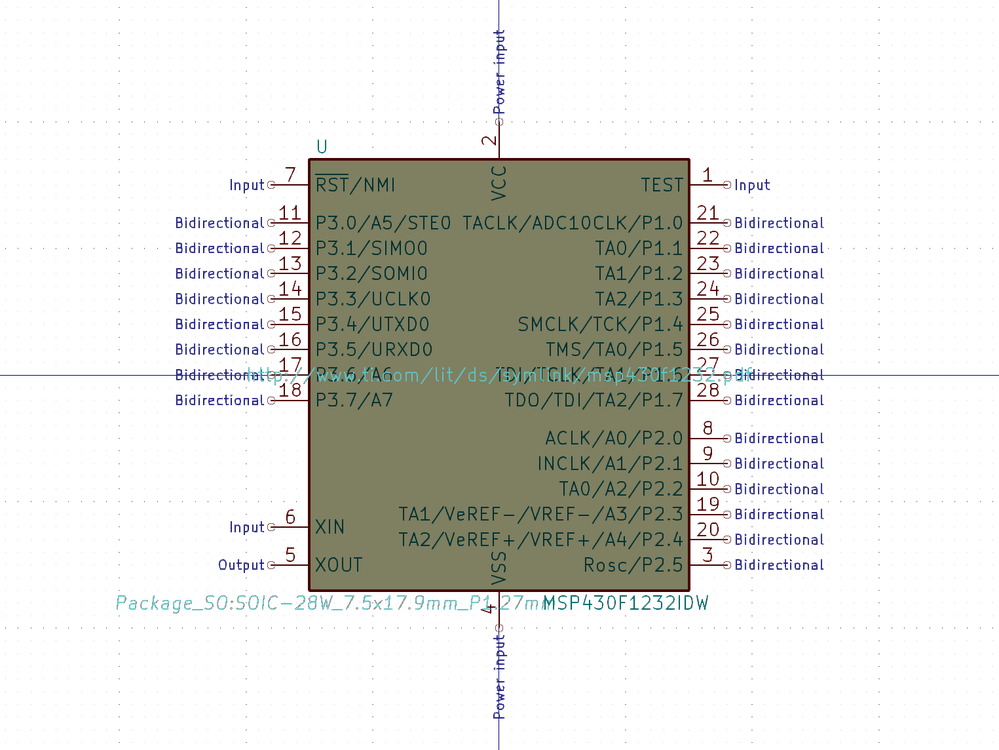 Power input
2
U
VCC
Input 7 RST/NMI TEST 1 Input
Bidirectional 11 P3.0/A5/STE0 TACLK/ADC10CLK/P1.0 21 Bidirectional
Bidirectional 12 P3.1/SIMO0 TA0/P1.1 22 Bidirectional
Bidirectional 13 P3.2/SOMI0 TA1/P1.2 23 Bidirectional
Bidirectional 14 P3.3/UCLK0 TA2/P1.3 24 Bidirectional
Bidirectional 15 P3.4/UTXD0 SMCLK/TCK/P1.4 25 Bidirectional
Bidirectional 16 P3.5/URXD0 TMS/TA0/P1.5 26 Bidirectional
Bidirectional 17 P3.6/A6 TDI/TCLK/TA1/P1.6 27 Bidirectional
http://www.ti.com/lit/ds/symlink/msp430f1232.pdf
Bidirectional 18 P3.7/A7 TDO/TDI/TA2/P1.7 28 Bidirectional
ACLK/A0/P2.0 8 Bidirectional
INCLK/A1/P2.1 9 Bidirectional
TA0/A2/P2.2 10 Bidirectional
TA1/VeREF-/VREF-/A3/P2.3 19 Bidirectional
Input 6 XIN
TA2/VeREF+/VREF+/A4/P2.4 20 Bidirectional
Output 5 XOUT Rosc/P2.5 3 Bidirectional
VSS
Package_SO:SOIC-28W_7.5x17.9mm_P1.27mm MSP430F1232IDW
4
Power input